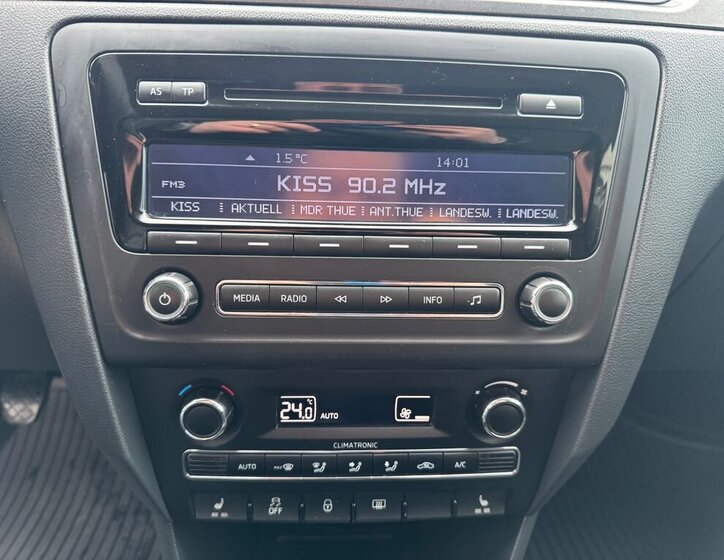 AS TP
1.5°C 14:01
FM3 KISS 90.2 MHz
KISS AKTUELL MDR THUE ANT.THUE LANDESW. LANDESW.
MEDIA RADIO INFO
24.0 °C AUTO
CLIMATRONIC
AUTO MAX A/C
OFF